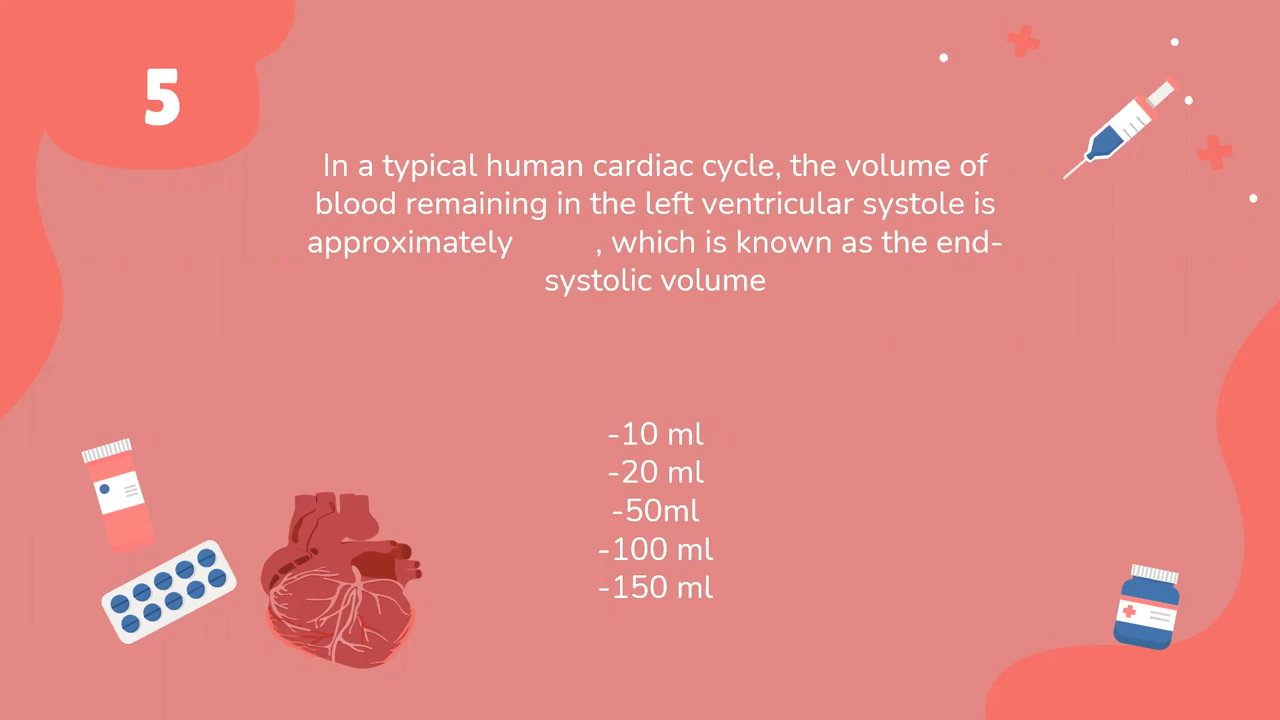 5
In a typical human cardiac cycle, the volume of
blood remaining in the left ventricular systole is
approximately , which is known as the end-
systolic volume
-10 ml
-20 ml
-50ml
-100 ml
-150 ml